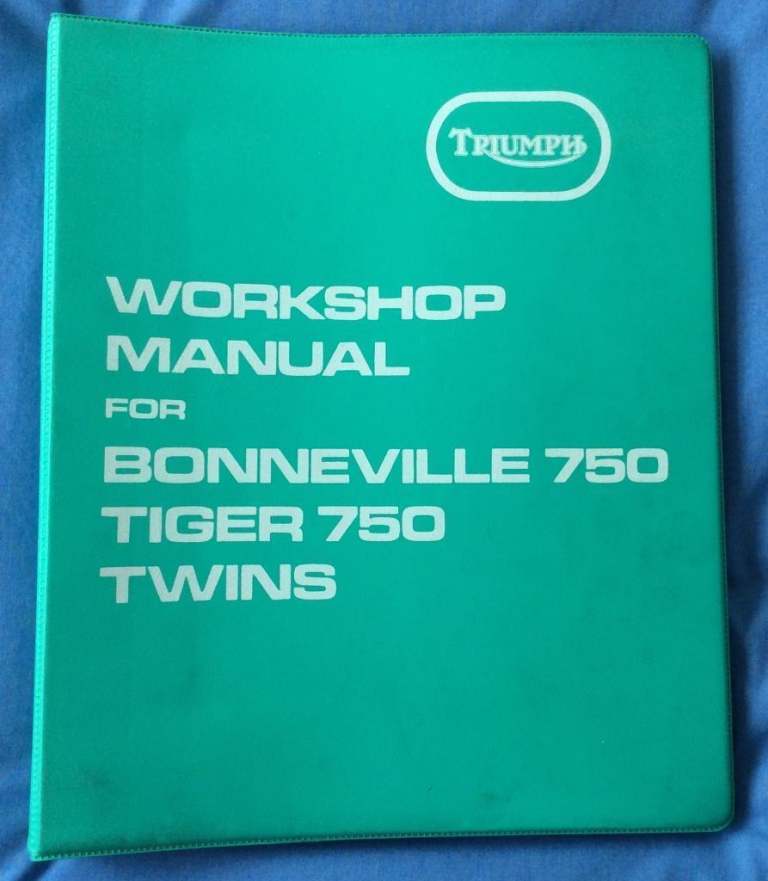 TRIUMPH
WORKSHOP
MANUAL
FOR
BONNEVILLE 750
TIGER 750
TWINS